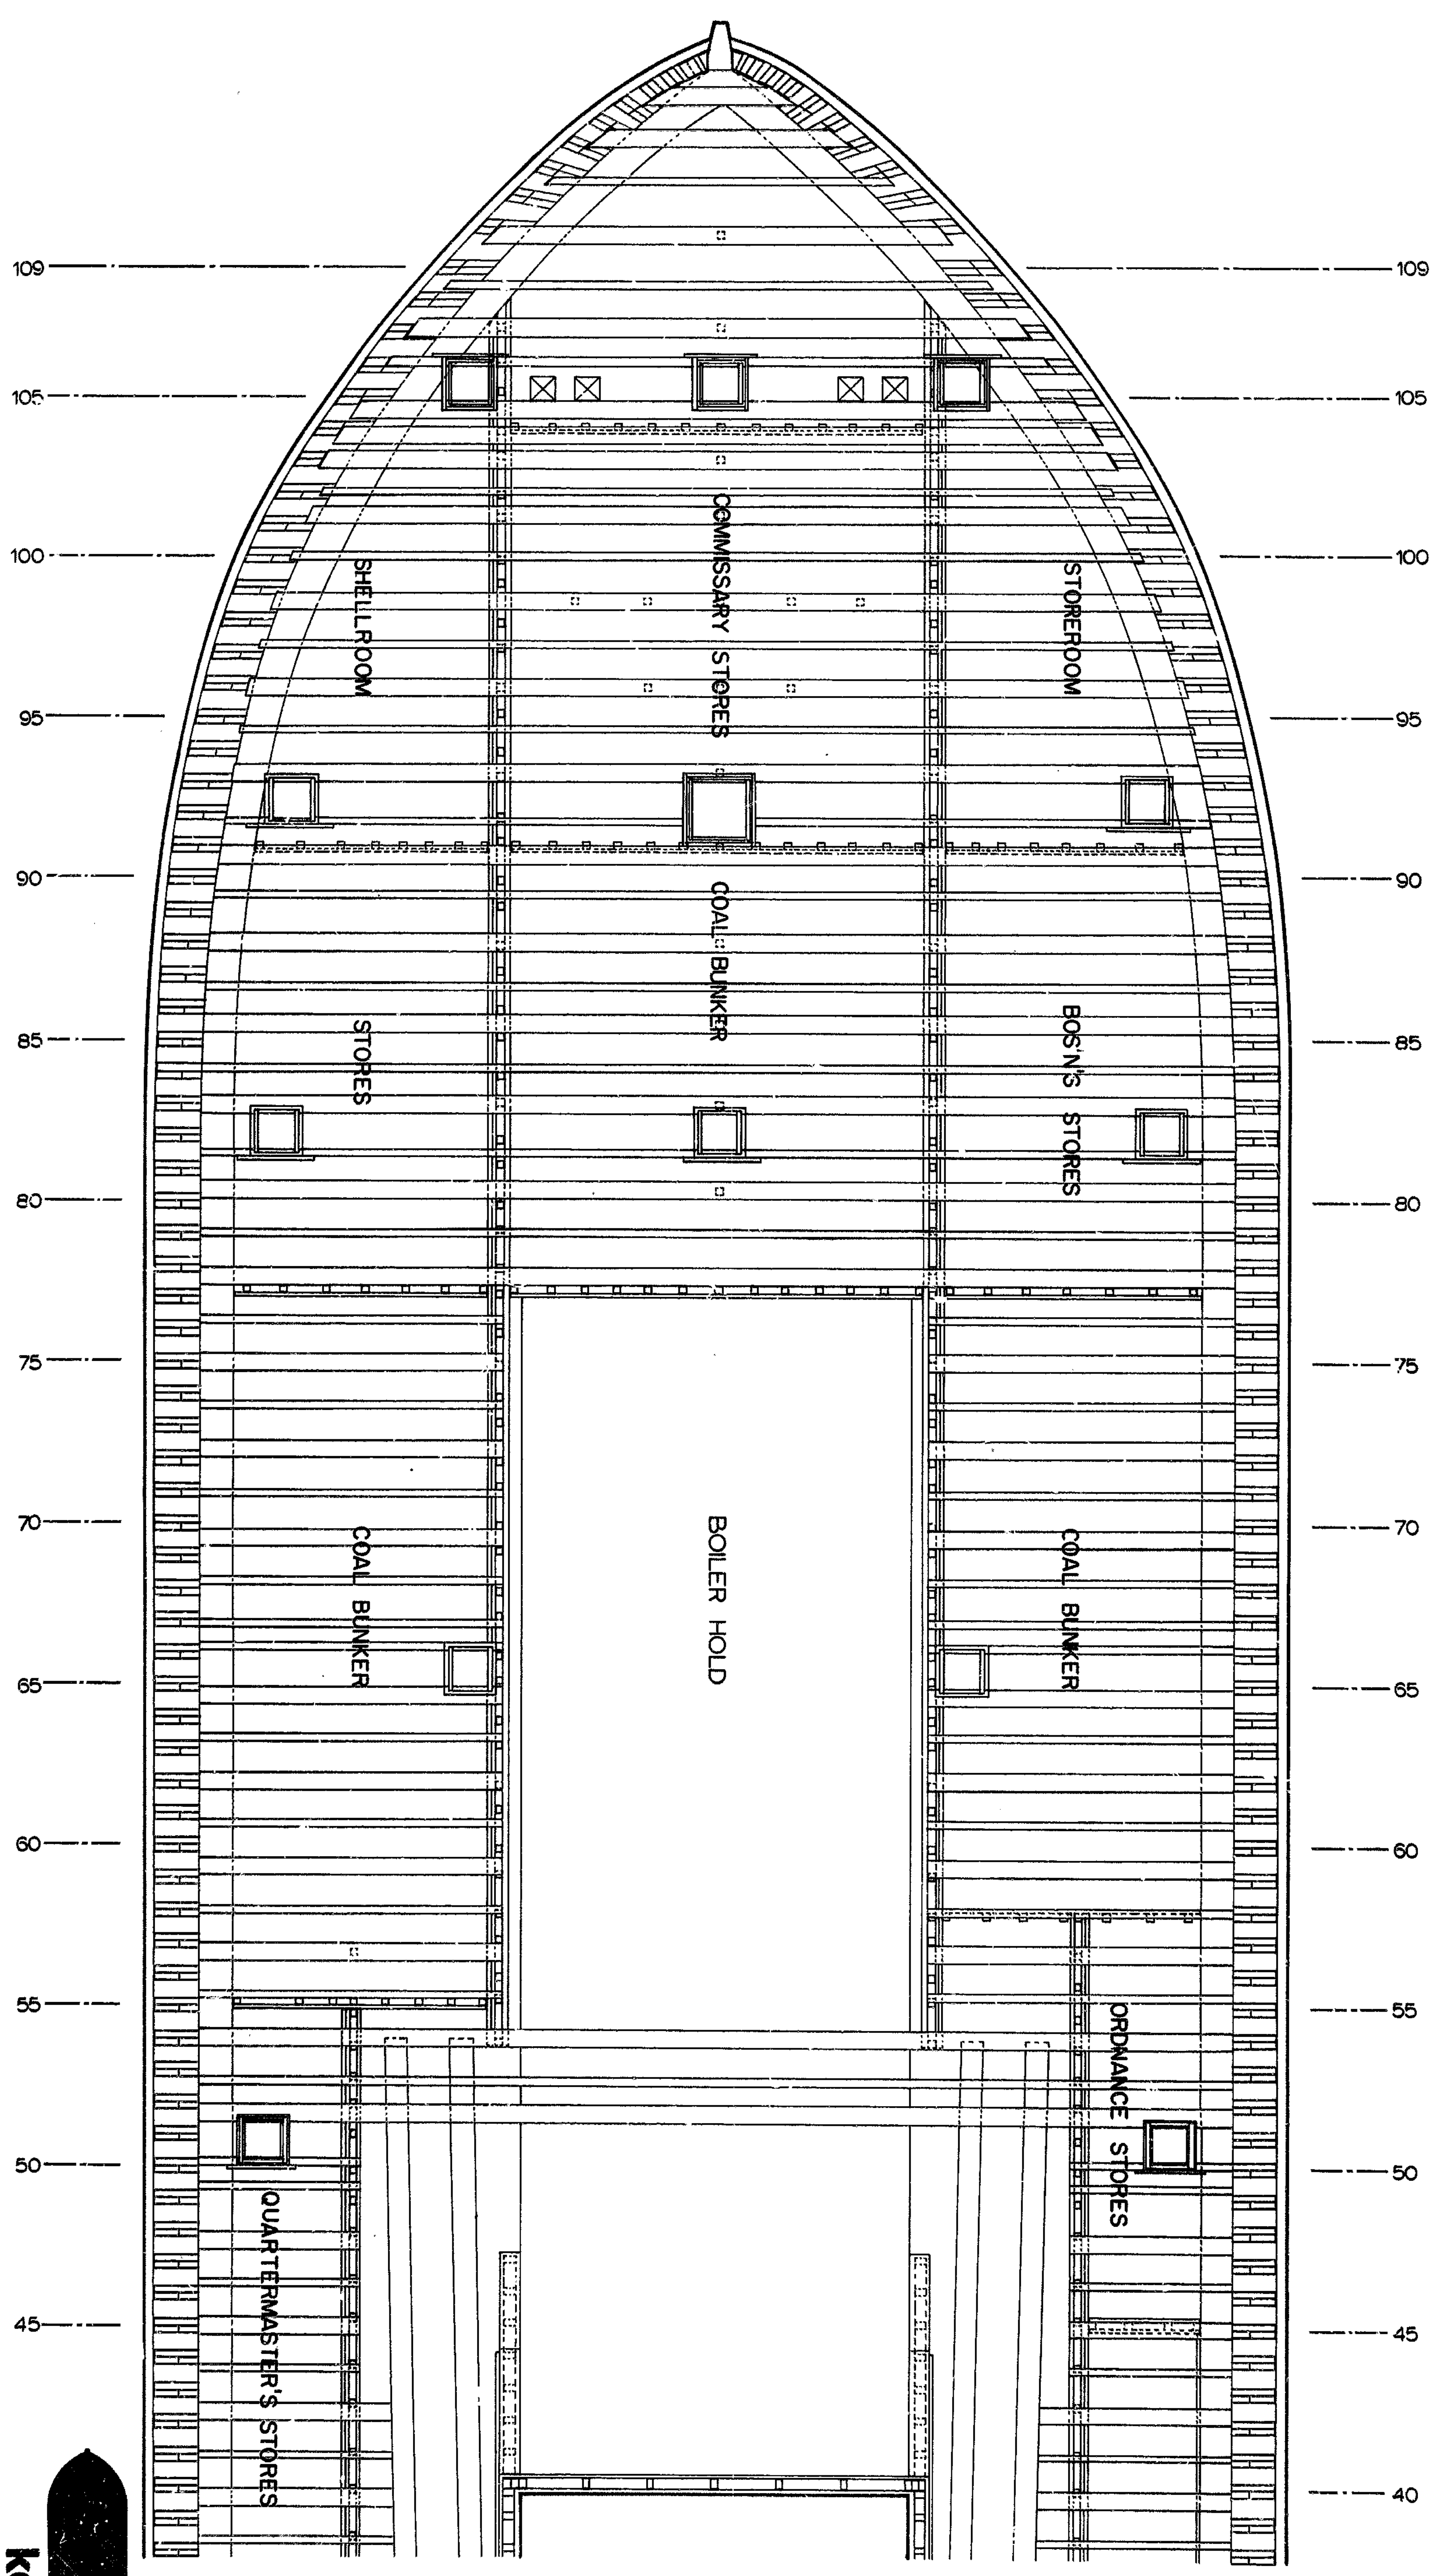 109 109
105 105
COMMISSARY STORES
100 100
SHELLROOM
STOREROOM
95 95
90 90
COAL BUNKER
BOS'N'S STORES
STORES
85 85
80 80
75 75
70 70
BOILER HOLD
COAL BUNKER
COAL BUNKER
65 65
60 60
55 55
ORDNANCE STORES
50 50
QUARTERMASTER'S STORES
45 45
40